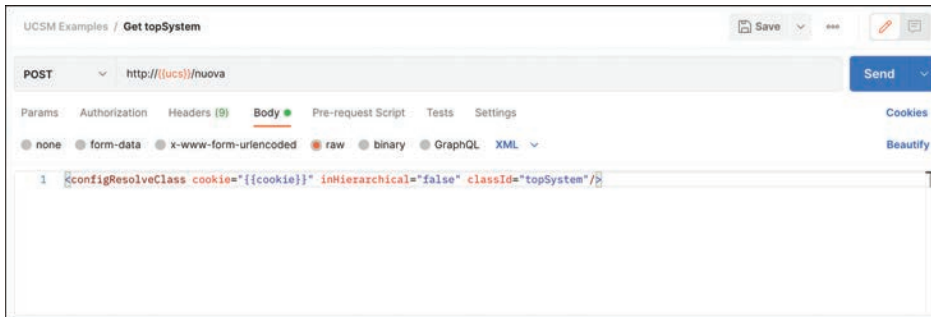 UCSM Examples / Get topSystem Save
POST http://{{ucs}}/nuova Send
Params Authorization Headers (9) Body Pre-request Script Tests Settings Cookies
none form-data x-www-form-urlencoded raw binary GraphQL XML Beautify
1 <configResolveClass cookie="{{cookie}}" inHierarchical="false" classId="topSystem"/>